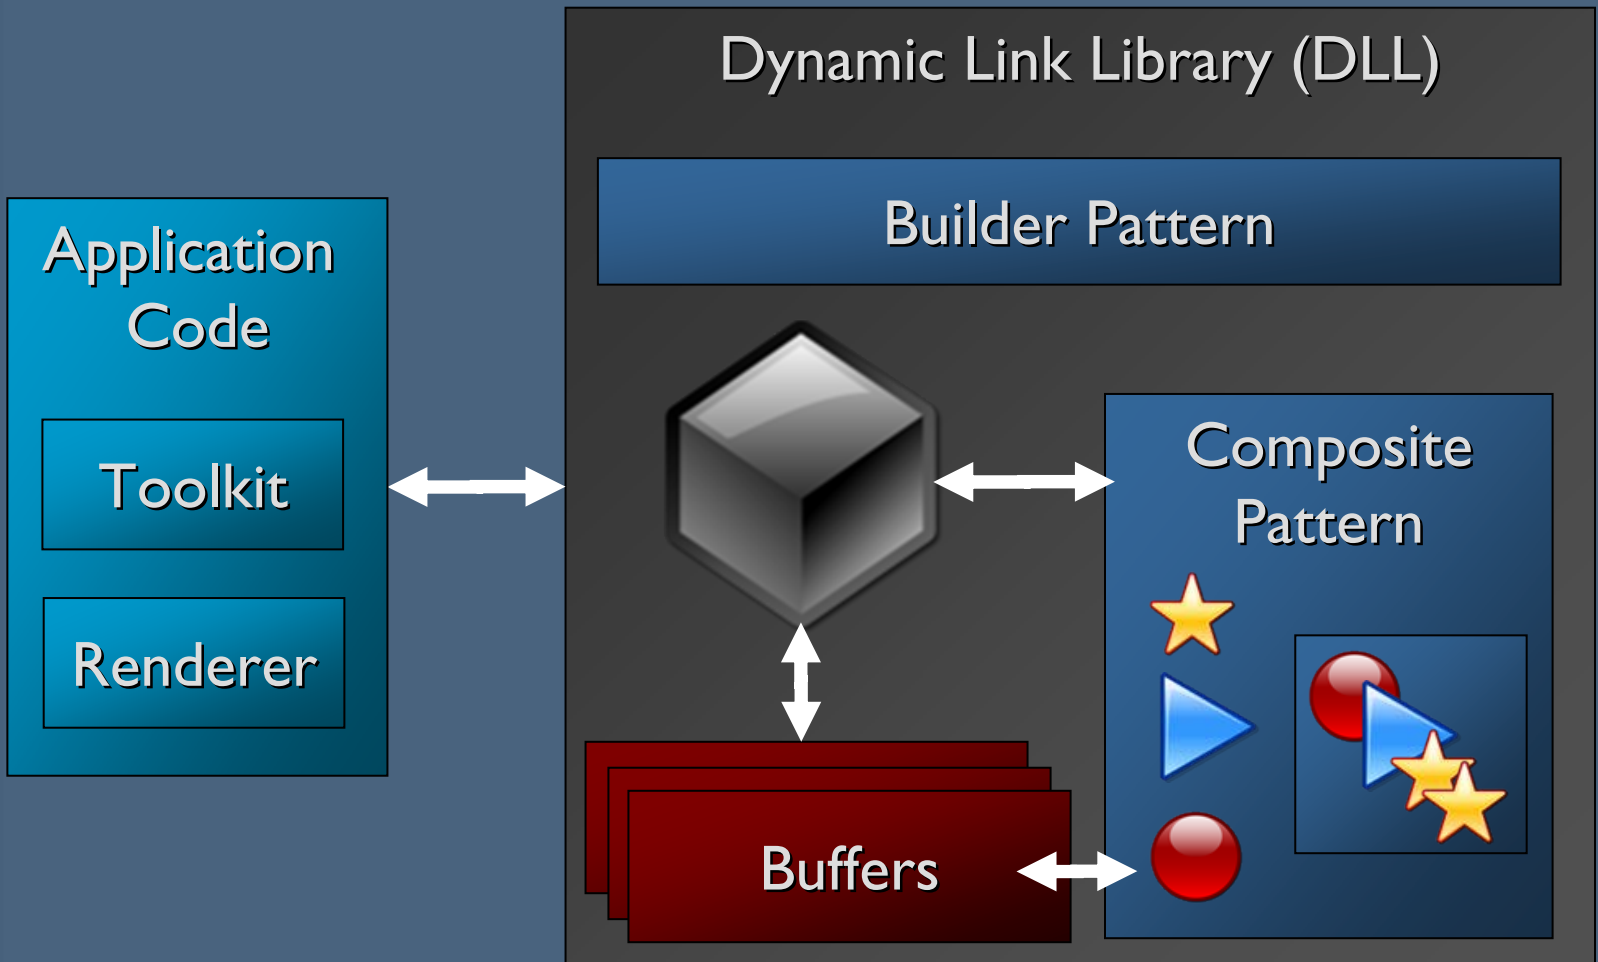 Dynamic Link Library (DLL)
Builder Pattern
Application
Code
Toolkit
Renderer
Composite
Pattern
Buffers